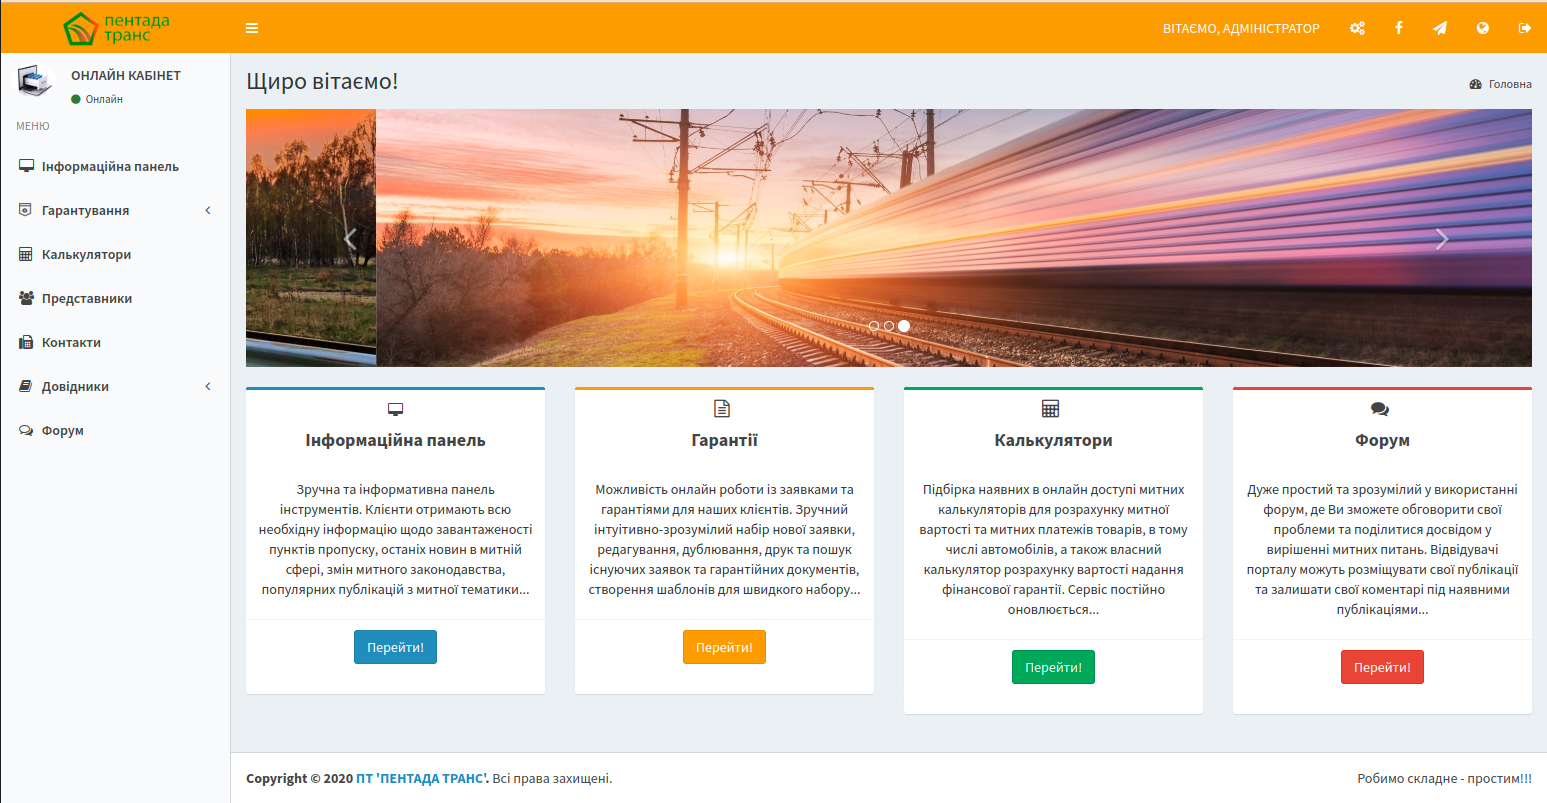 пентада
транс
ВІТАЄМО, АДМІНІСТРАТОР
ОНЛАЙН КАБІНЕТ
Онлайн
МЕНЮ
Інформаційна панель
Гарантування
Калькулятори
Представники
Контакти
Довідники
Форум
Щиро вітаємо!
Головна
Інформаційна панель
Зручна та інформативна панель
інструментів. Клієнти отримають всю
необхідну інформацію щодо завантаженості
пунктів пропуску, останіх новин в митній
сфері, змін митного законодавства,
популярних публікацій з митної тематики...
Перейти!
Гарантії
Можливість онлайн роботи із заявками та
гарантіями для наших клієнтів. Зручний
інтуітивно-зрозумілий набір нової заявки,
редагування, дублювання, друк та пошук
існуючих заявок та гарантійних документів,
створення шаблонів для швидкого набору...
Перейти!
Калькулятори
Підбірка наявних в онлайн доступі митних
калькуляторів для розрахунку митної
вартості та митних платежів товарів, в тому
числі автомобілів, а також власний
калькулятор розрахунку вартості надання
фінансової гарантії. Сервіс постійно
оновлюється...
Перейти!
Форум
Дуже простий та зрозумілий у використанні
форум, де Ви зможете обговорити свої
проблеми та поділитися досвідом у
вирішенні митних питань. Відвідувачі
порталу можуть розміщувати свої публікації
та залишати свої коментарі під наявними
публікаціями...
Перейти!
Copyright © 2020 ПТ 'ПЕНТАДА ТРАНС'. Всі права захищені.
Робимо складне - простим!!!